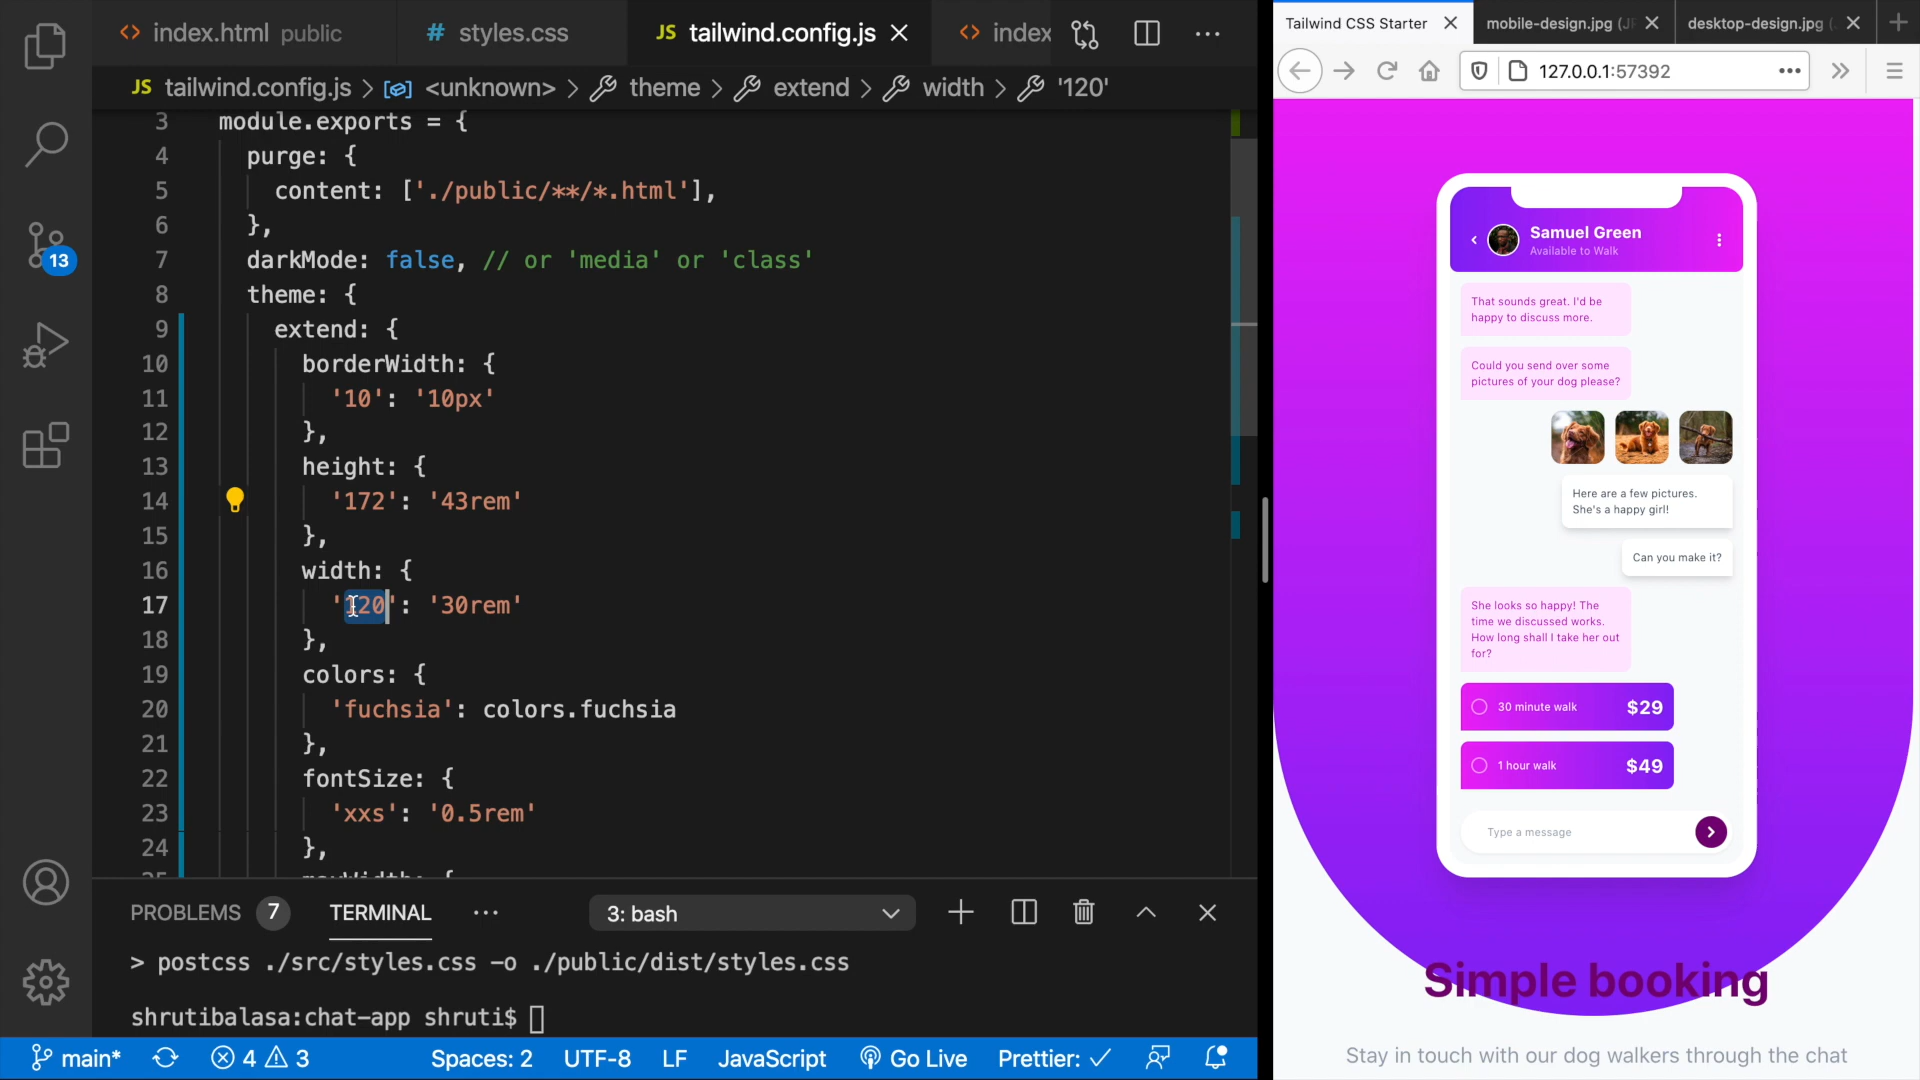 index.html public
# styles.css
JS tailwind.config.js
index
JS tailwind.config.js > <unknown> > theme > extend > width > '120'
3 module.exports = {
4 purge: {
5 content: ['./public/**/*.html'],
6 },
7 darkMode: false, // or 'media' or 'class'
8 theme: {
9 extend: {
10 borderWidth: {
11 '10': '10px'
12 },
13 height: {
14 '172': '43rem'
15 },
16 width: {
17 '120': '30rem'
18 },
19 colors: {
20 'fuchsia': colors.fuchsia
21 },
22 fontSize: {
23 'xxs': '0.5rem'
24 },
13
PROBLEMS 7 TERMINAL ...
3: bash
> postcss ./src/styles.css -o ./public/dist/styles.css
shrutibalasa:chat-app shruti$
main* 4 3 Spaces: 2 UTF-8 LF JavaScript Go Live Prettier: ✓
Tailwind CSS Starter
mobile-design.jpg
desktop-design.jpg
127.0.0.1:57392
Samuel Green
Available to Walk
That sounds great. I'd be
happy to discuss more.
Could you send over some
pictures of your dog please?
Here are a few pictures.
She's a happy girl!
Can you make it?
She looks so happy! The
time we discussed works.
How long shall I take her out
for?
30 minute walk $29
1 hour walk $49
Type a message
Simple booking
Stay in touch with our dog walkers through the chat